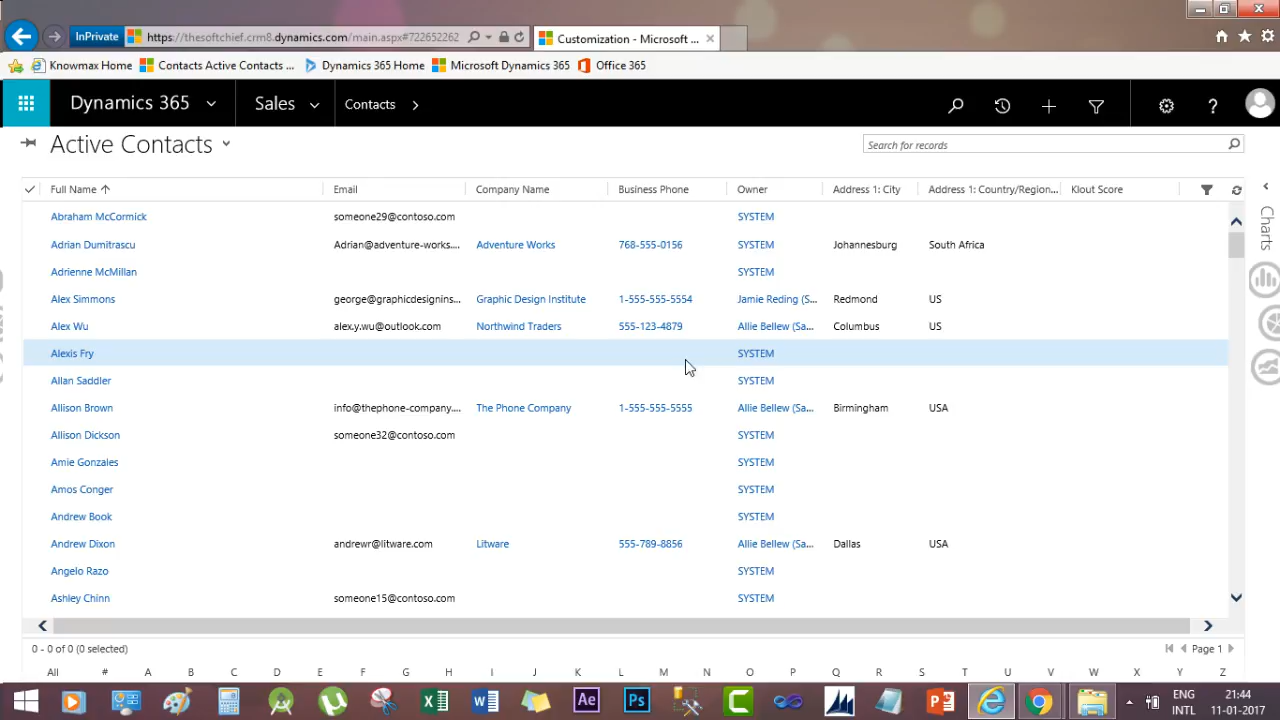 InPrivate https://thesoftchief.crm8.dynamics.com/main.aspx#722652262 Customization - Microsoft ...
Knowmax Home Contacts Active Contacts ... Dynamics 365 Home Microsoft Dynamics 365 Office 365
Dynamics 365 Sales Contacts
Active Contacts Search for records
Full Name Email Company Name Business Phone Owner Address 1: City Address 1: Country/Region... Klout Score
Charts
Abraham McCormick someone29@contoso.com SYSTEM
Adrian Dumitrascu Adrian@adventure-works.... Adventure Works 768-555-0156 SYSTEM Johannesburg South Africa
Adrienne McMillan SYSTEM
Alex Simmons george@graphicdesignins... Graphic Design Institute 1-555-555-5554 Jamie Reding (S... Redmond US
Alex Wu alex.y.wu@outlook.com Northwind Traders 555-123-4879 Allie Bellew (Sa... Columbus US
Alexis Fry SYSTEM
Allan Saddler SYSTEM
Allison Brown info@thephone-company.... The Phone Company 1-555-555-5555 Allie Bellew (Sa... Birmingham USA
Allison Dickson someone32@contoso.com SYSTEM
Amie Gonzales SYSTEM
Amos Conger SYSTEM
Andrew Book SYSTEM
Andrew Dixon andrewr@litware.com Litware 555-789-8856 Allie Bellew (Sa... Dallas USA
Angelo Razo SYSTEM
Ashley Chinn someone15@contoso.com SYSTEM
0 - 0 of 0 (0 selected) Page 1
All # A B C D E F G H I J K L M N O P Q R S T U V W X Y Z
Ae Ps ENG 21:44
INTL 11-01-2017